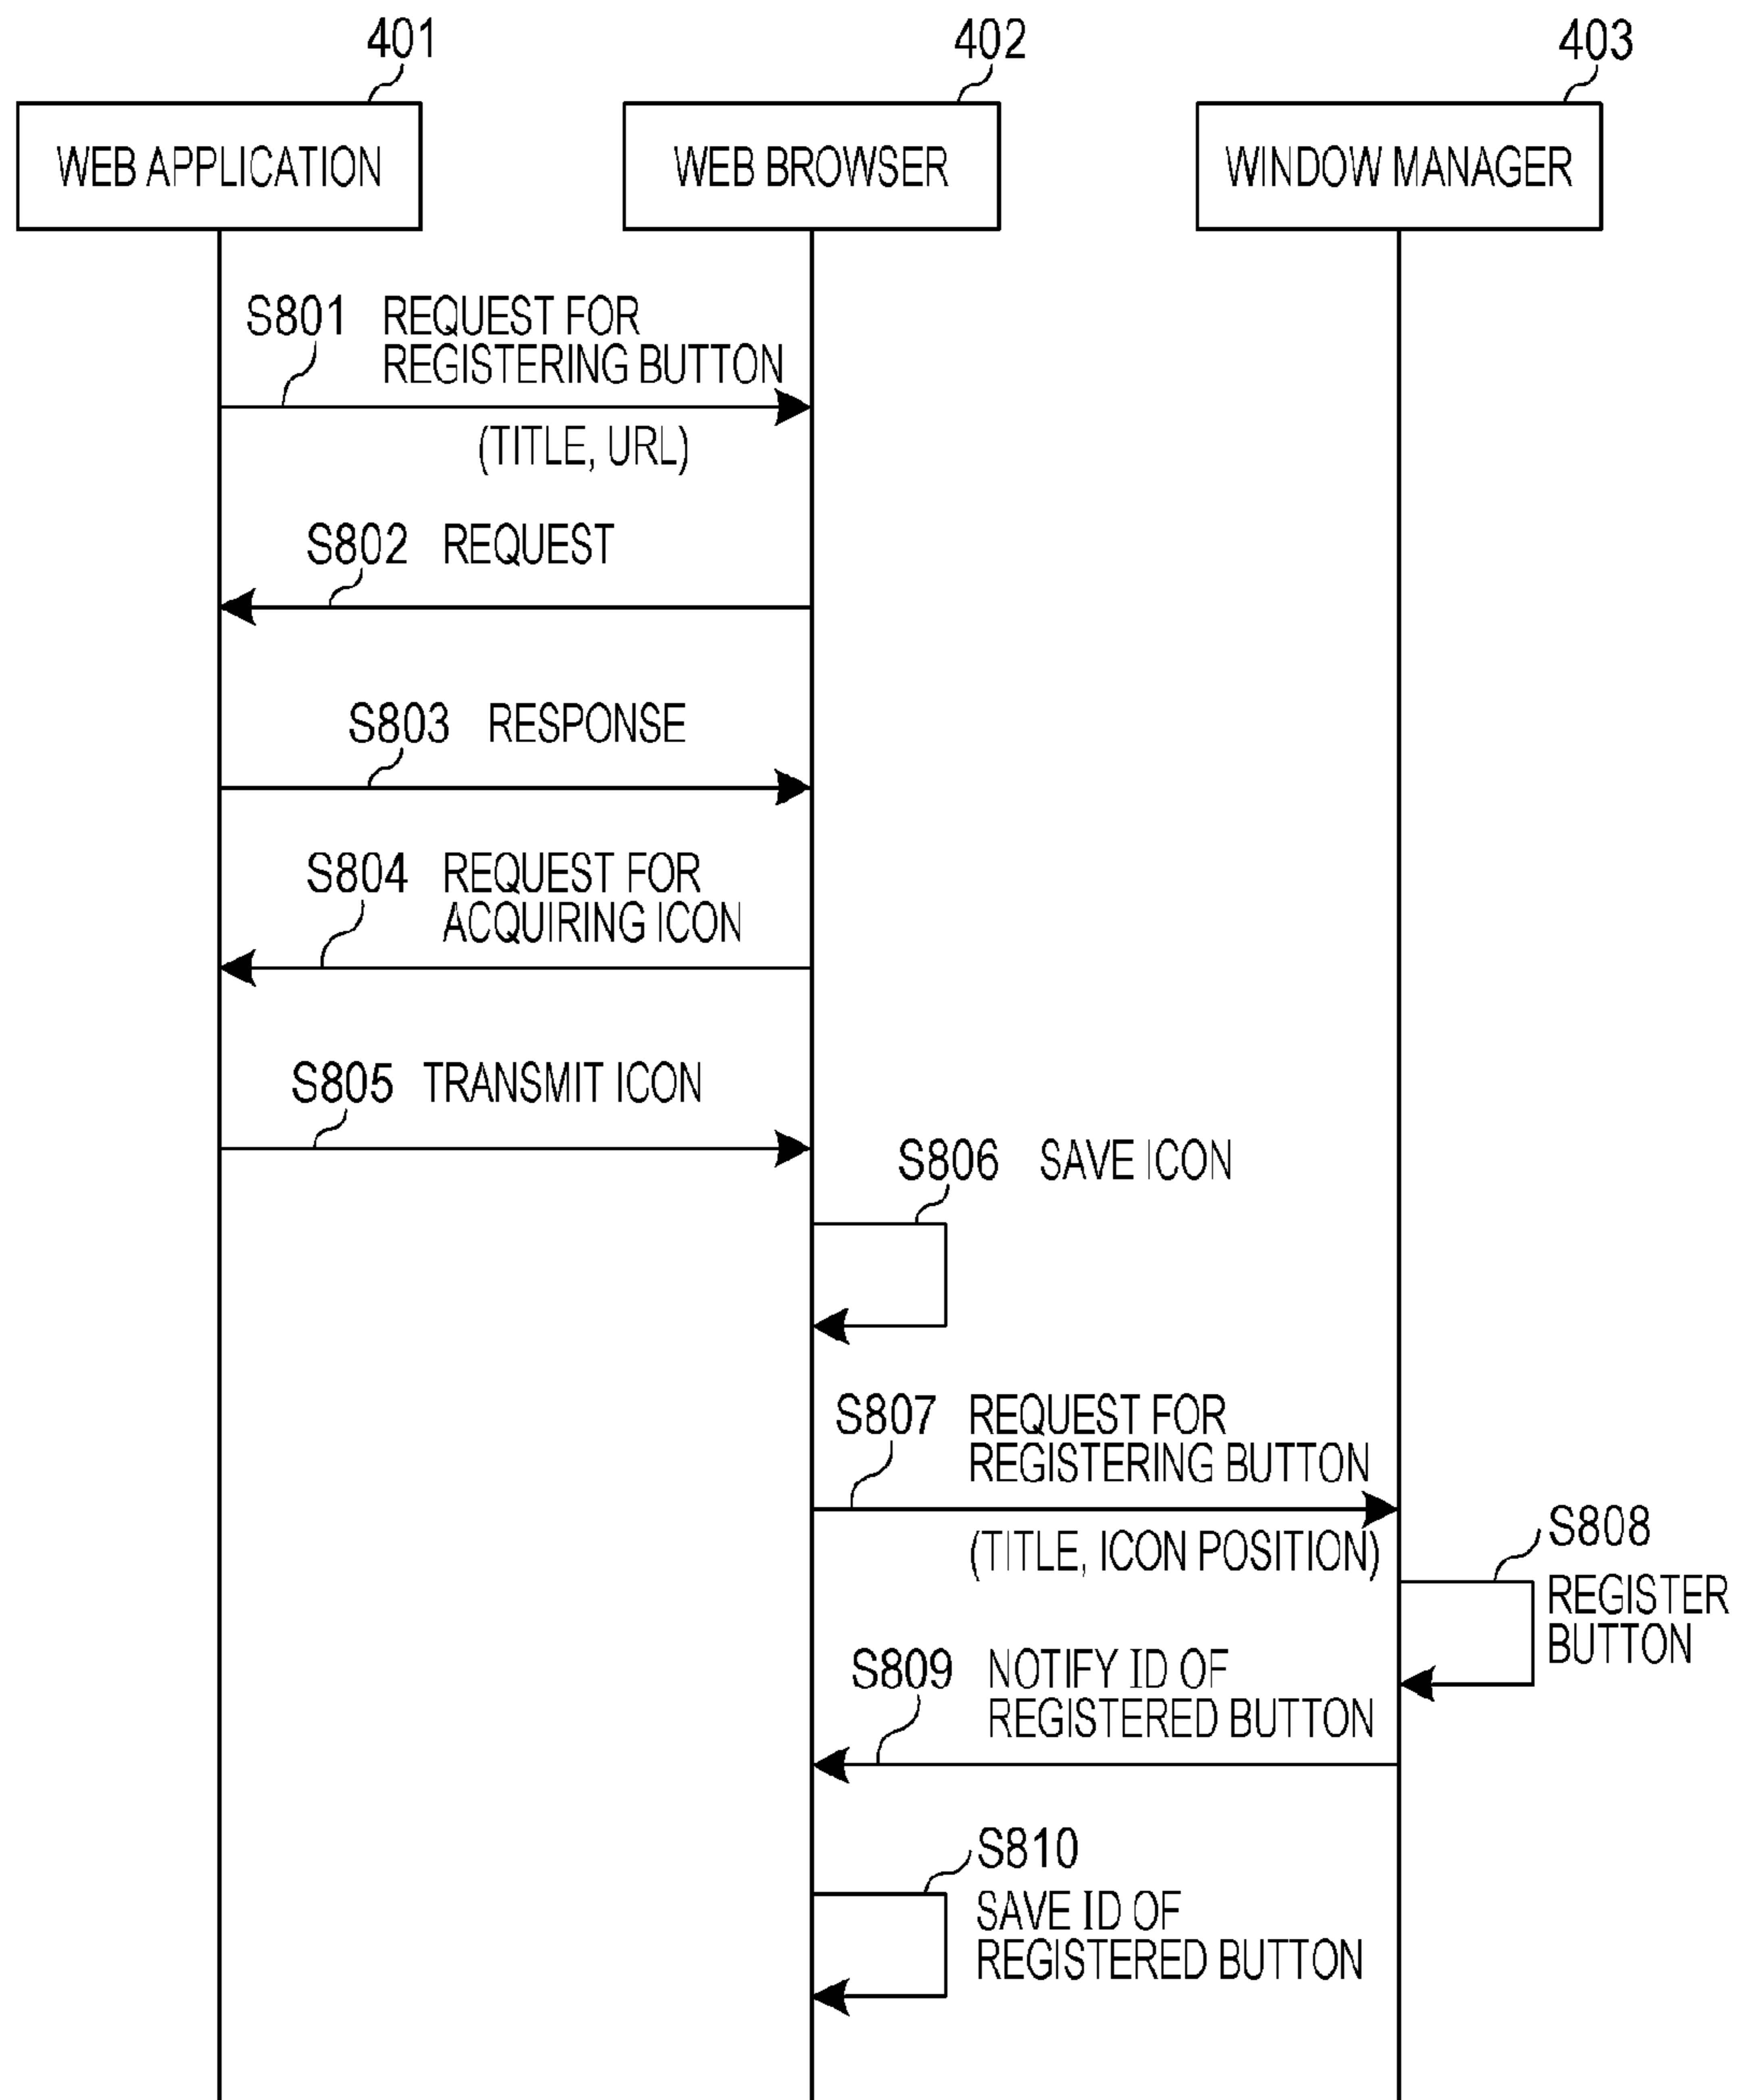 401
402
403
WEB APPLICATION
WEB BROWSER
WINDOW MANAGER
S801 REQUEST FOR
REGISTERING BUTTON
(TITLE, URL)
S802 REQUEST
S803 RESPONSE
S804 REQUEST FOR
ACQUIRING ICON
S805 TRANSMIT ICON
S806 SAVE ICON
S807 REQUEST FOR
REGISTERING BUTTON
(TITLE, ICON POSITION)
S808
REGISTER
BUTTON
S809 NOTIFY ID OF
REGISTERED BUTTON
S810
SAVE ID OF
REGISTERED BUTTON